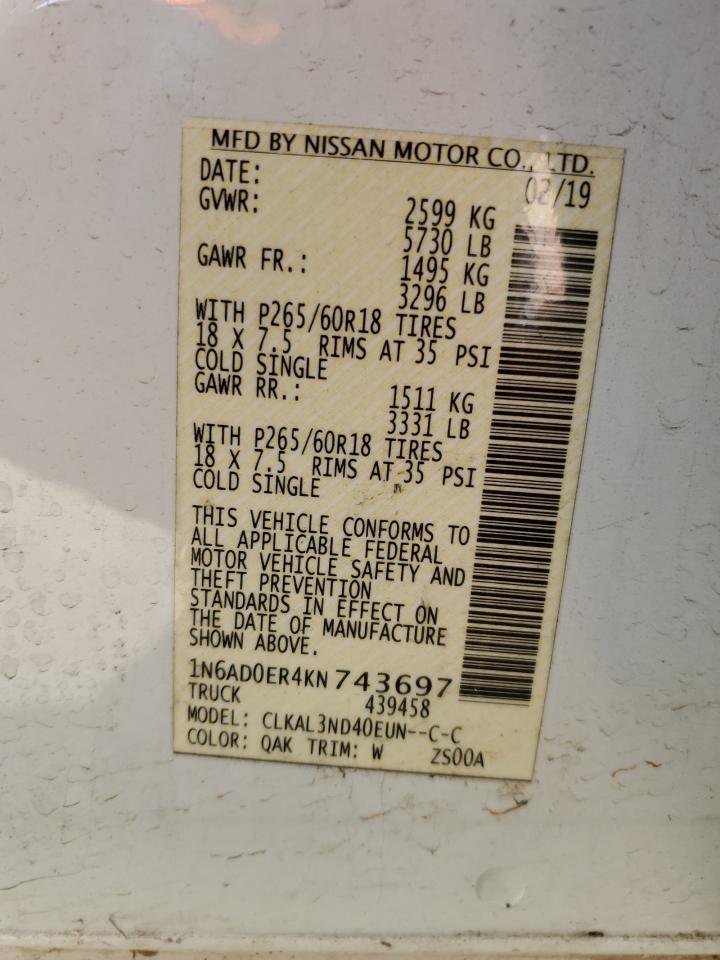 MFD BY NISSAN MOTOR CO., LTD.
DATE: 02/19
GVWR: 2599 KG
5730 LB
GAWR FR.: 1495 KG
3296 LB
WITH P265/60R18 TIRES
18 X 7.5 RIMS AT 35 PSI
COLD SINGLE
GAWR RR.: 1511 KG
3331 LB
WITH P265/60R18 TIRES
18 X 7.5 RIMS AT 35 PSI
COLD SINGLE
THIS VEHICLE CONFORMS TO
ALL APPLICABLE FEDERAL
MOTOR VEHICLE SAFETY AND
THEFT PREVENTION
STANDARDS IN EFFECT ON
THE DATE OF MANUFACTURE
SHOWN ABOVE.
1N6AD0ER4KN743697
TRUCK 439458
MODEL: CLKAL3ND40EUN--C-C
COLOR: QAK TRIM: W ZS00A